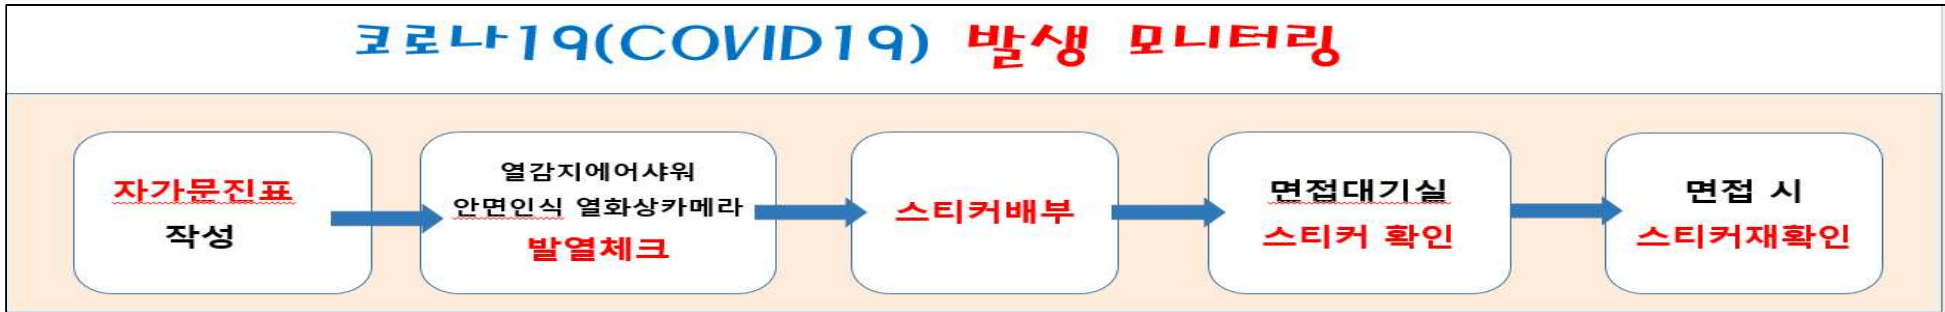 코로나19(COVID19) 발생 모니터링
자가문진표
작성
열감지에어샤워
안면인식 열화상카메라
발열체크
스티커배부
면접대기실
스티커 확인
면접 시
스티커재확인